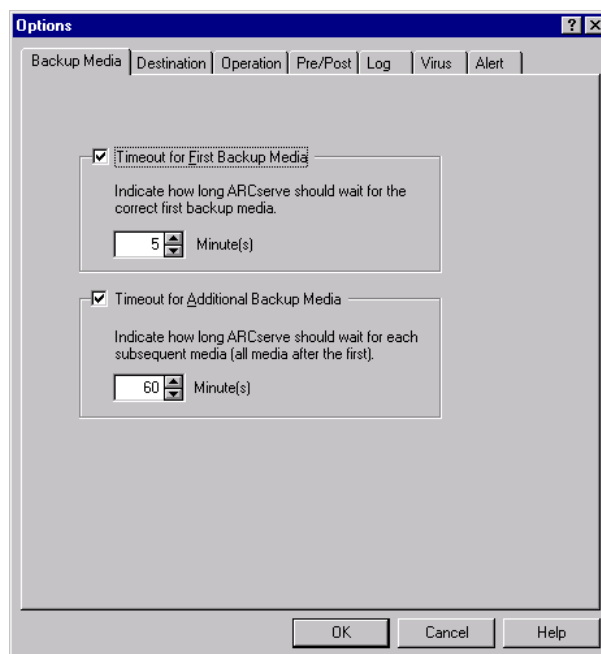 Options
Backup Media Destination Operation Pre/Post Log Virus Alert
Timeout for First Backup Media
Indicate how long ARCserve should wait for the
correct first backup media.
5 Minute(s)
Timeout for Additional Backup Media
Indicate how long ARCserve should wait for each
subsequent media (all media after the first).
60 Minute(s)
OK Cancel Help